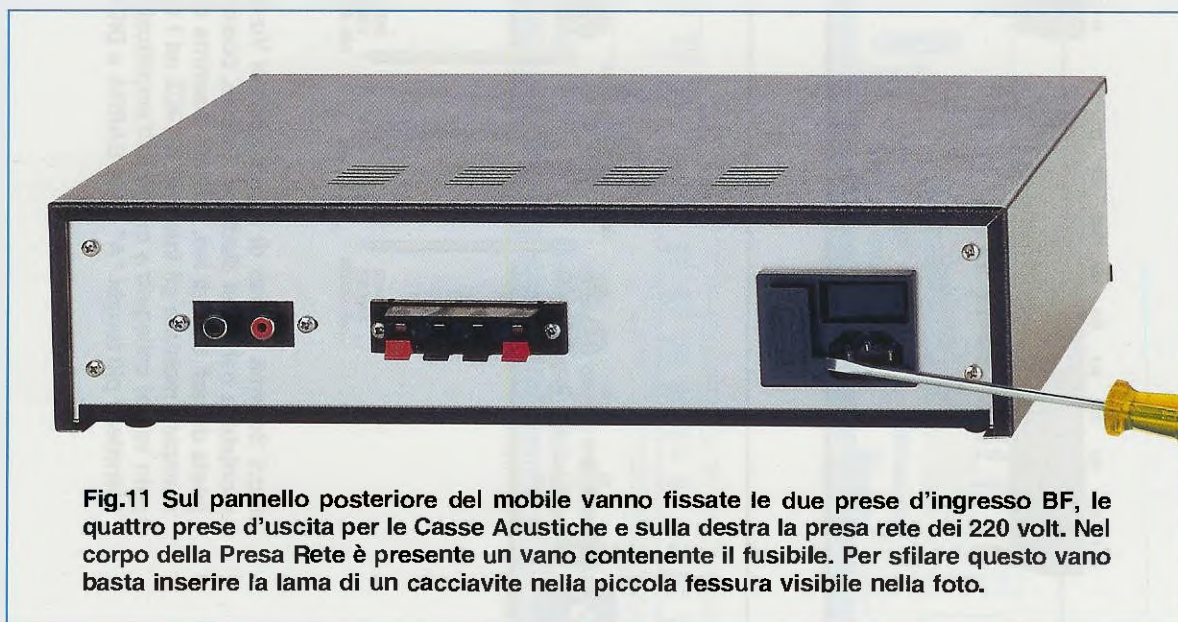 Fig.11 Sul pannello posteriore del mobile vanno fissate le due prese d'ingresso BF, le
quattro prese d'uscita per le Casse Acustiche e sulla destra la presa rete dei 220 volt. Nel
corpo della Presa Rete è presente un vano contenente il fusibile. Per sfilare questo vano
basta inserire la lama di un cacciavite nella piccola fessura visibile nella foto.